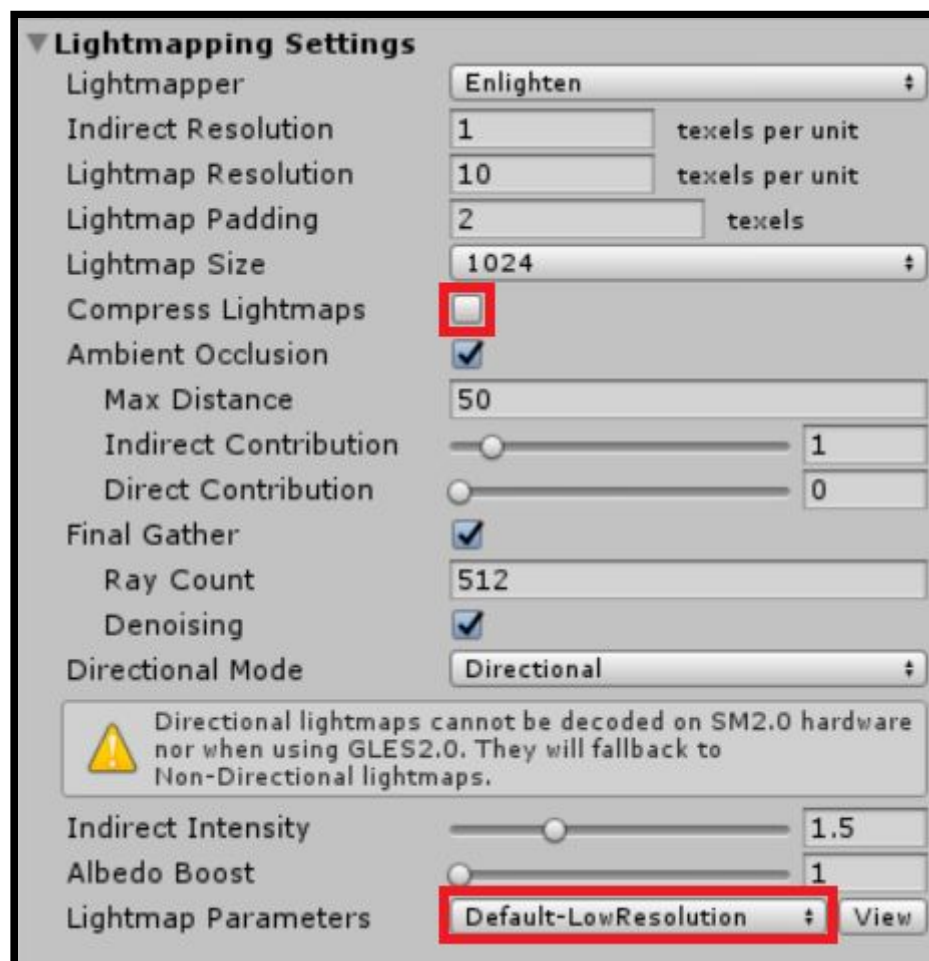 Lightmapping Settings
Lightmapper Enlighten
Indirect Resolution 1 texels per unit
Lightmap Resolution 10 texels per unit
Lightmap Padding 2 texels
Lightmap Size 1024
Compress Lightmaps
Ambient Occlusion
Max Distance 50
Indirect Contribution 1
Direct Contribution 0
Final Gather
Ray Count 512
Denoising
Directional Mode Directional
Directional lightmaps cannot be decoded on SM2.0 hardware
nor when using GLES2.0. They will fallback to
Non-Directional lightmaps.
Indirect Intensity 1.5
Albedo Boost 1
Lightmap Parameters Default-LowResolution View